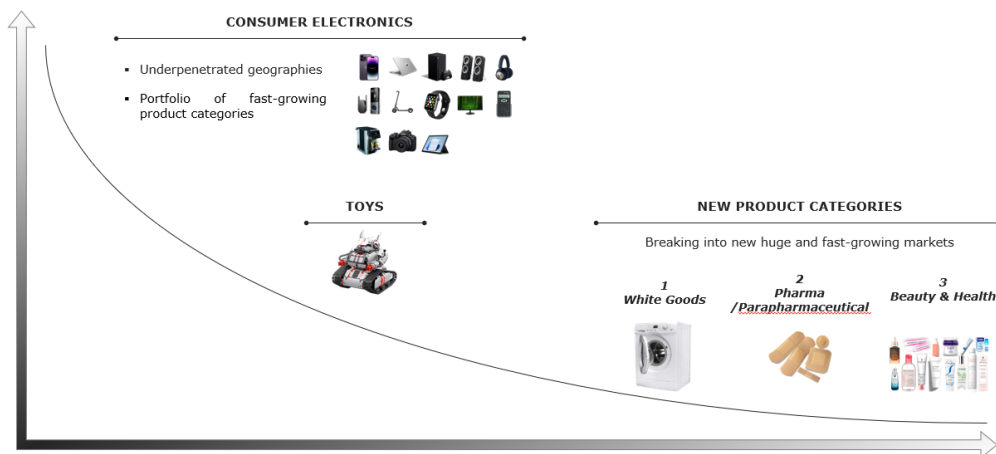 CONSUMER ELECTRONICS
▪ Underpenetrated geographies
▪ Portfolio of fast-growing
product categories
TOYS
NEW PRODUCT CATEGORIES
Breaking into new huge and fast-growing markets
1
White Goods
2
Pharma
/Parapharmaceutical
3
Beauty & Health